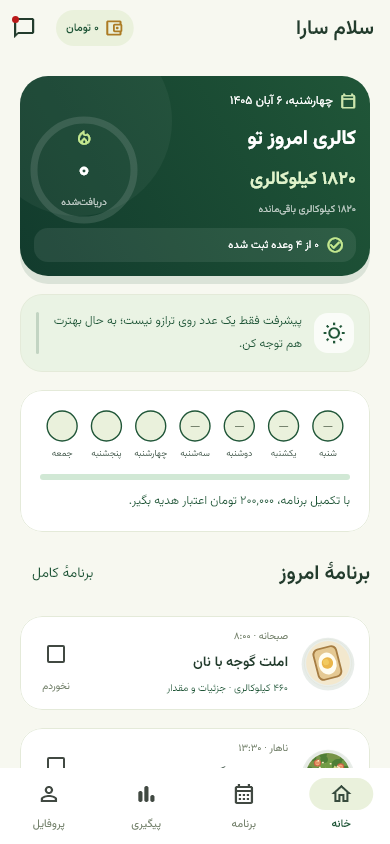 سلام سارا
۰ تومان
چهارشنبه، ۶ آبان ۱۴۰۵
کالری امروز تو
۱۸۲۰ کیلوکالری
۱۸۲۰ کیلوکالری باقی‌مانده
۰
دریافت‌شده
۰ از ۴ وعده ثبت شده
پیشرفت فقط یک عدد روی ترازو نیست؛ به حال بهترت
هم توجه کن.
شنبه
یکشنبه
دوشنبه
سه‌شنبه
چهارشنبه
پنجشنبه
جمعه
با تکمیل برنامه، ۲۰۰٬۰۰۰ تومان اعتبار هدیه بگیر.
برنامهٔ امروز
برنامهٔ کامل
صبحانه · ۸:۰۰
املت گوجه با نان
۴۶۰ کیلوکالری · جزئیات و مقدار
نخوردم
ناهار · ۱۳:۳۰
خانه
برنامه
پیگیری
پروفایل